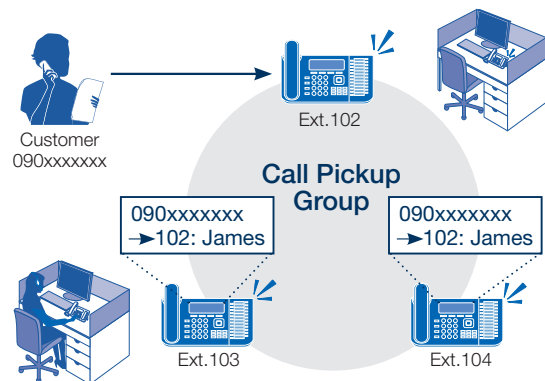 Customer
090xxxxxxx
Ext.102
Call Pickup
Group
090xxxxxxx
→102: James
090xxxxxxx
→102: James
Ext.103
Ext.104